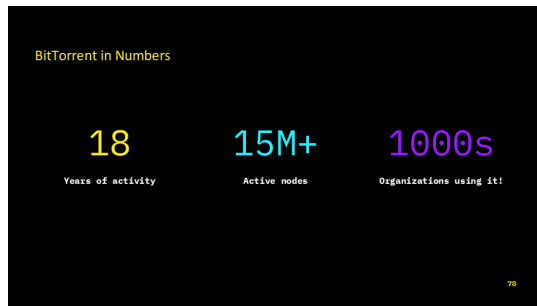 BitTorrent in Numbers
18
15M+
1000s
Years of activity
Active nodes
Organizations using it!
78